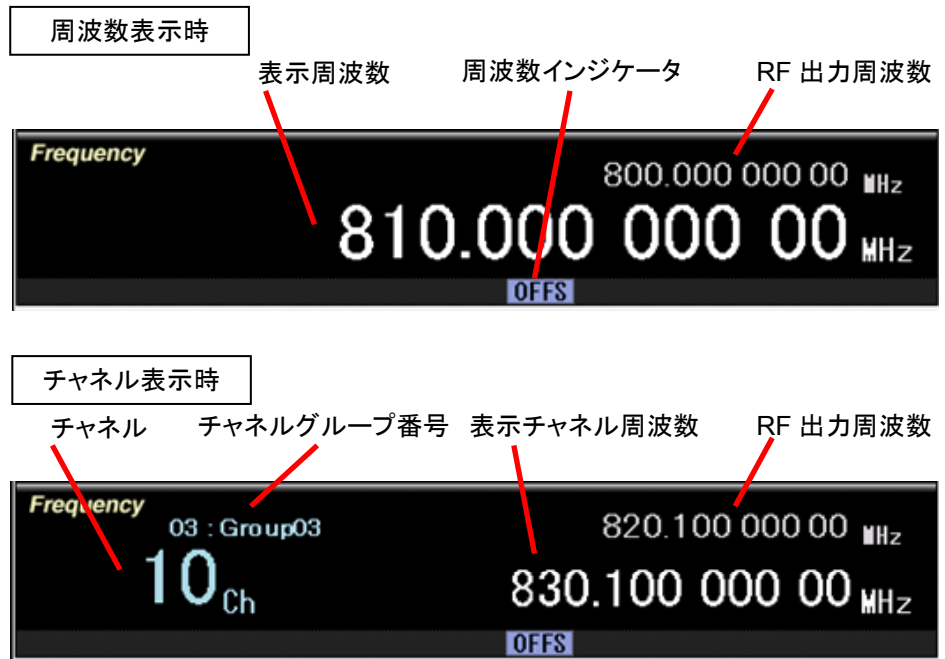 周波数表示時
表示周波数 周波数インジケータ RF 出力周波数
Frequency
800.000 000 00 MHz
810.000 000 00 MHz
OFFS
チャネル表示時
チャネル チャネルグループ番号 表示チャネル周波数 RF 出力周波数
Frequency
03 : Group03 820.100 000 00 MHz
10 Ch 830.100 000 00 MHz
OFFS